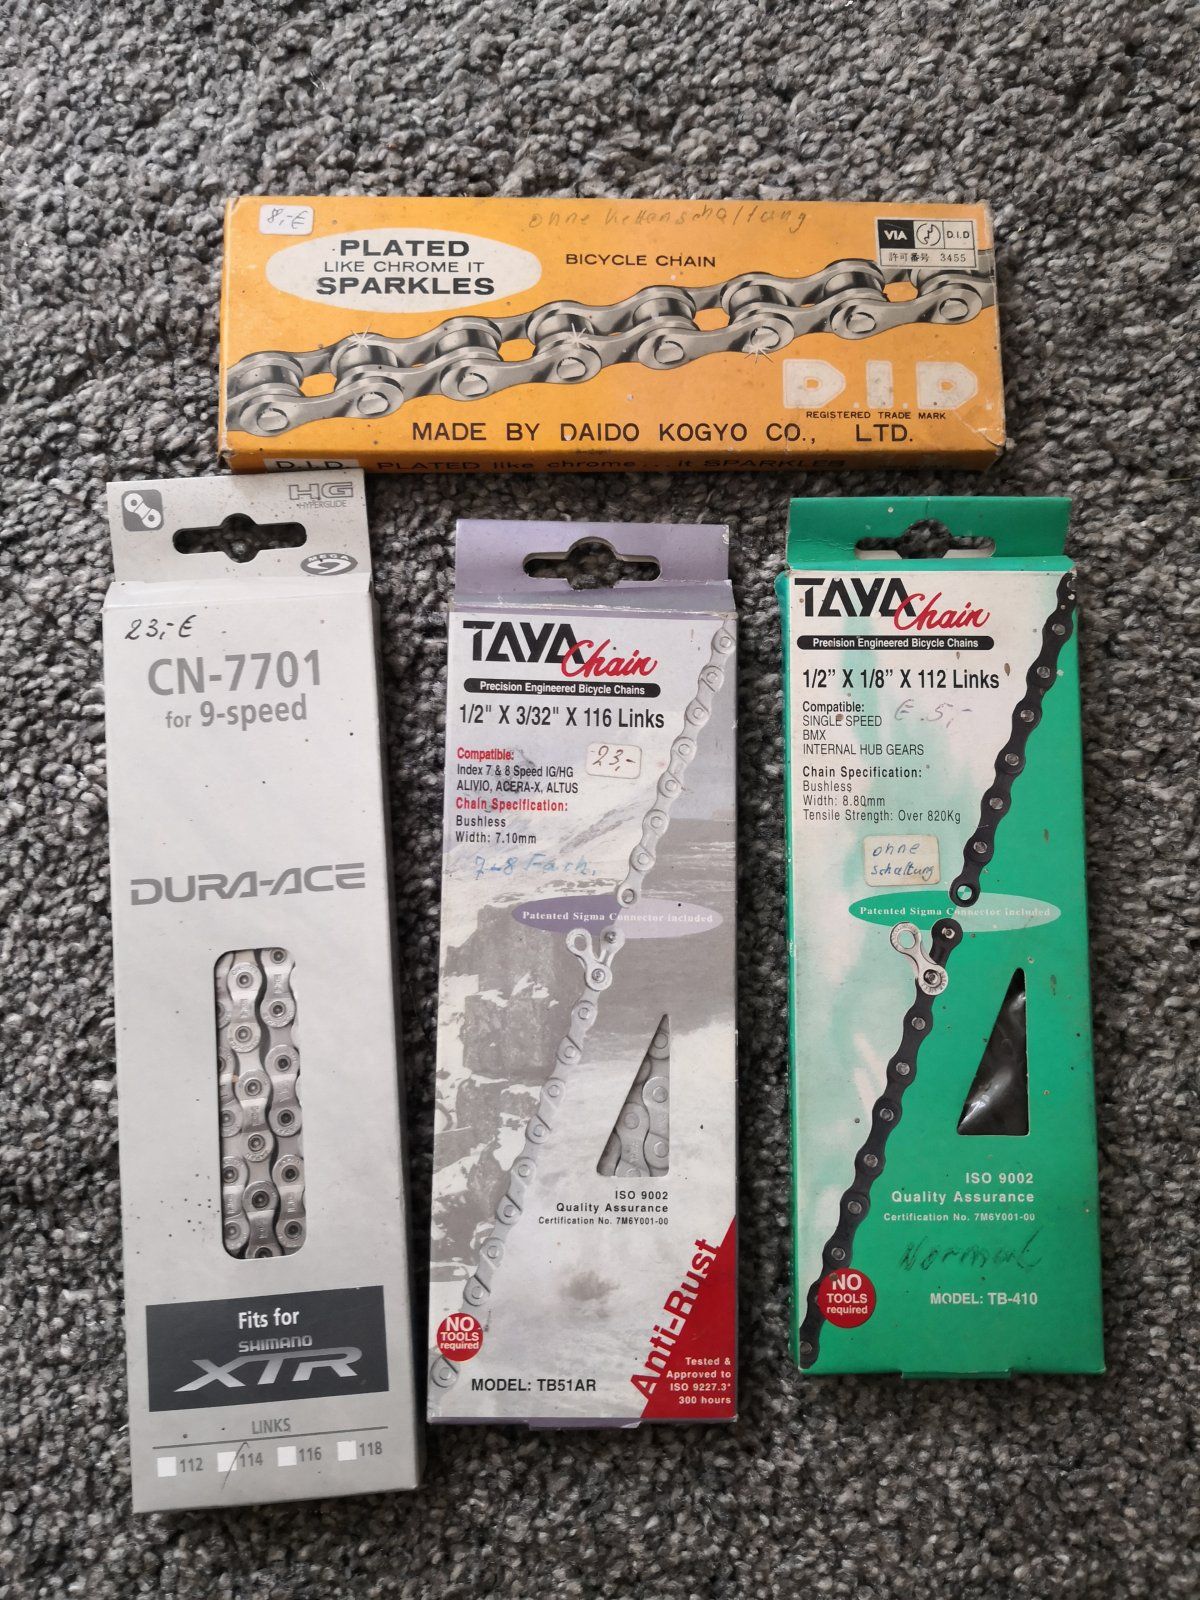 8,-€
ohne Kettenschaltung
PLATED
LIKE CHROME IT
SPARKLES
BICYCLE CHAIN
VIA
D.I.D
許可番号 3455
D.I.D.
REGISTERED TRADE MARK
MADE BY DAIDO KOGYO CO., LTD.
D.I.D. PLATED like chrome... it SPARKLES
HG
HYPERGLIDE
MEGA
9
23,-€
CN-7701
for 9-speed
DURA-ACE
Fits for
SHIMANO
XTR
LINKS
112 114 116 118
TAYA
Chain
Precision Engineered Bicycle Chains
1/2" X 3/32" X 116 Links
Compatible:
Index 7 & 8 Speed IG/HG
ALIVIO, ACERA-X, ALTUS
23,-
Chain Specification:
Bushless
Width: 7.10mm
7-8 Fach,
Patented Sigma Connector included
ISO 9002
Quality Assurance
Certification No. 7M6Y001-00
Anti-Rust
NO
TOOLS
required
Tested &
Approved to
ISO 9227.3*
300 hours
MODEL: TB51AR
TAYA
Chain
Precision Engineered Bicycle Chains
1/2” X 1/8” X 112 Links
Compatible:
SINGLE SPEED
€ 5,-
BMX
INTERNAL HUB GEARS
Chain Specification:
Bushless
Width: 8.80mm
Tensile Strength: Over 820Kg
ohne
schaltung
Patented Sigma Connector included
ISO 9002
Quality Assurance
Certification No. 7M6Y001-00
Normal
NO
TOOLS
required
MODEL: TB-410